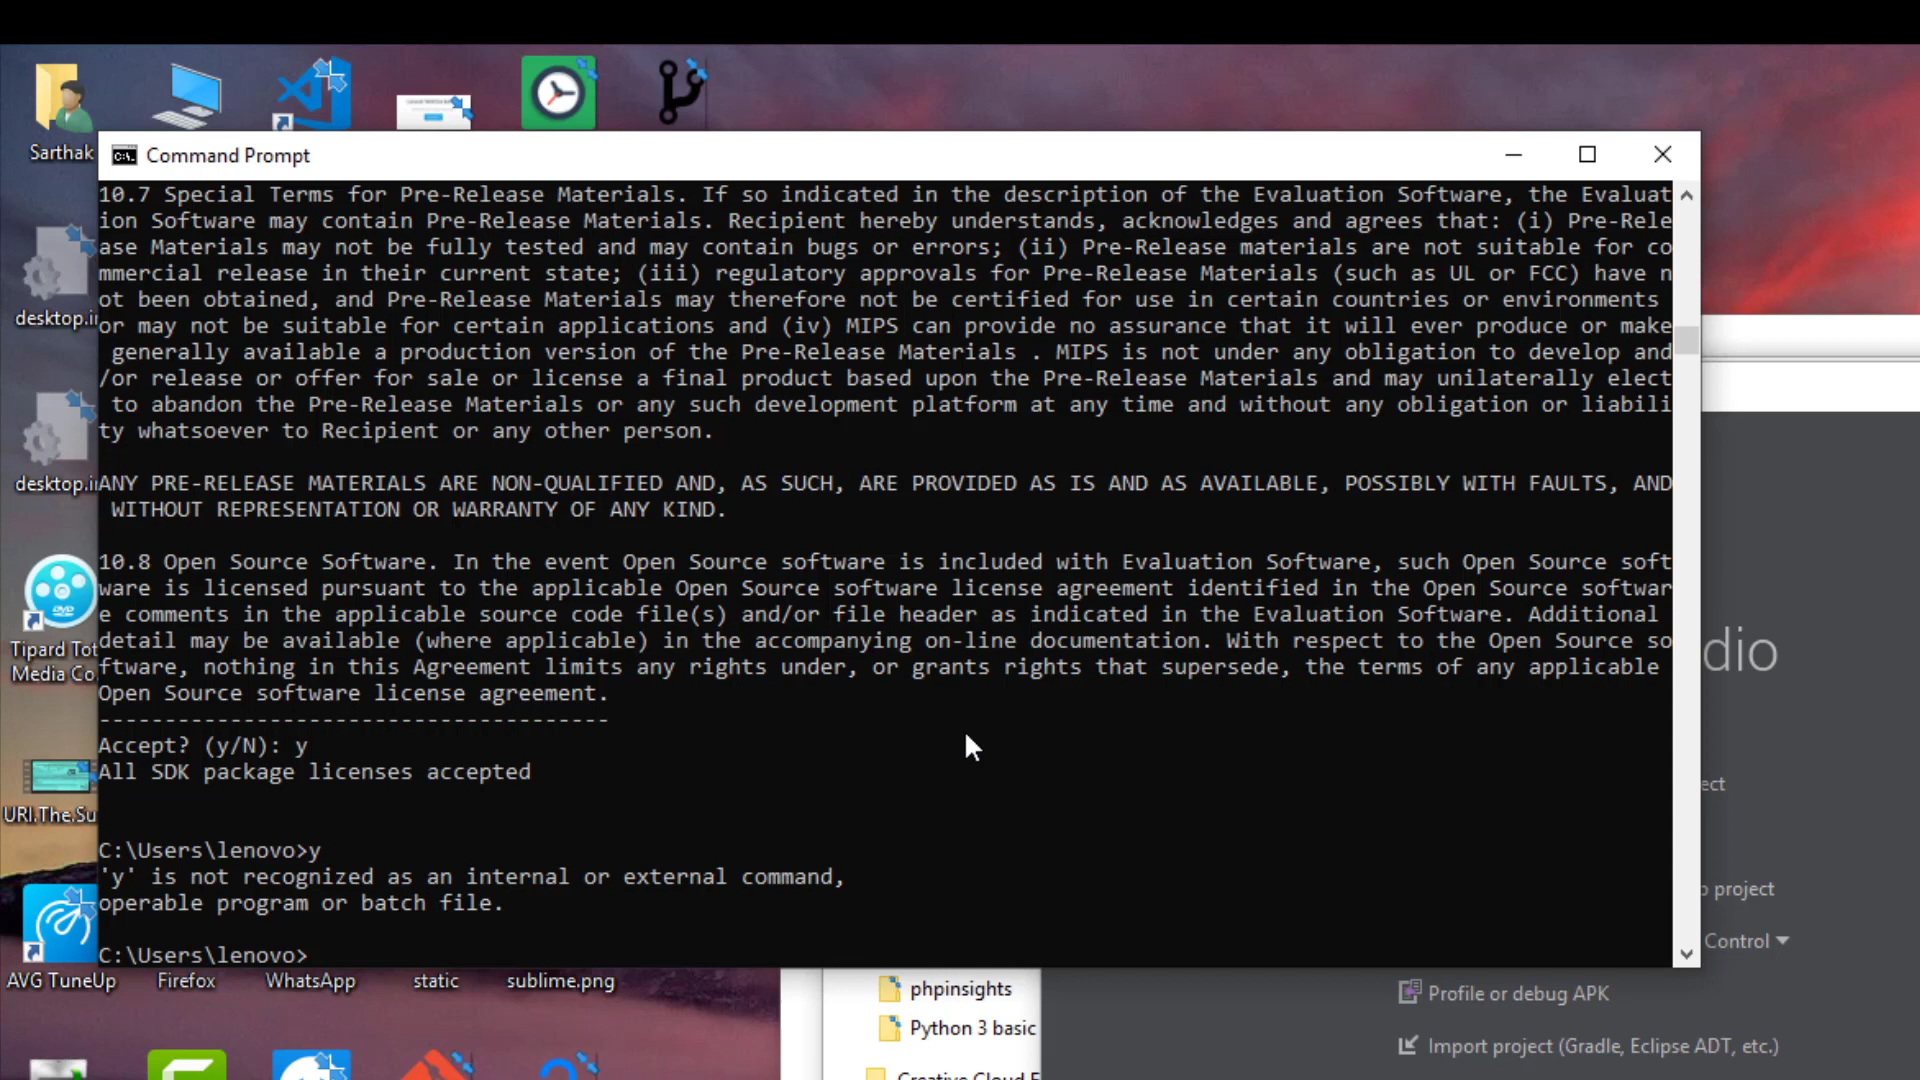 Sarthak
Command Prompt
10.7 Special Terms for Pre-Release Materials. If so indicated in the description of the Evaluation Software, the Evaluat
ion Software may contain Pre-Release Materials. Recipient hereby understands, acknowledges and agrees that: (i) Pre-Rele
ase Materials may not be fully tested and may contain bugs or errors; (ii) Pre-Release materials are not suitable for co
mmercial release in their current state; (iii) regulatory approvals for Pre-Release Materials (such as UL or FCC) have n
ot been obtained, and Pre-Release Materials may therefore not be certified for use in certain countries or environments
or may not be suitable for certain applications and (iv) MIPS can provide no assurance that it will ever produce or make
generally available a production version of the Pre-Release Materials . MIPS is not under any obligation to develop and
/or release or offer for sale or license a final product based upon the Pre-Release Materials and may unilaterally elect
to abandon the Pre-Release Materials or any such development platform at any time and without any obligation or liabili
ty whatsoever to Recipient or any other person.
ANY PRE-RELEASE MATERIALS ARE NON-QUALIFIED AND, AS SUCH, ARE PROVIDED AS IS AND AS AVAILABLE, POSSIBLY WITH FAULTS, AND
WITHOUT REPRESENTATION OR WARRANTY OF ANY KIND.
10.8 Open Source Software. In the event Open Source software is included with Evaluation Software, such Open Source soft
ware is licensed pursuant to the applicable Open Source software license agreement identified in the Open Source softwar
e comments in the applicable source code file(s) and/or file header as indicated in the Evaluation Software. Additional
detail may be available (where applicable) in the accompanying on-line documentation. With respect to the Open Source so
ftware, nothing in this Agreement limits any rights under, or grants rights that supersede, the terms of any applicable
Open Source software license agreement.
---------------------------------------
Accept? (y/N): y
All SDK package licenses accepted
C:\Users\lenovo>y
'y' is not recognized as an internal or external command,
operable program or batch file.
C:\Users\lenovo>
desktop.i
desktop.i
DVD
Tipard Tot
Media Co
URI.The.Su
AVG TuneUp
Firefox
WhatsApp
static
sublime.png
phpinsights
Python 3 basic
dio
ect
project
Control
Profile or debug APK
Import project (Gradle, Eclipse ADT, etc.)